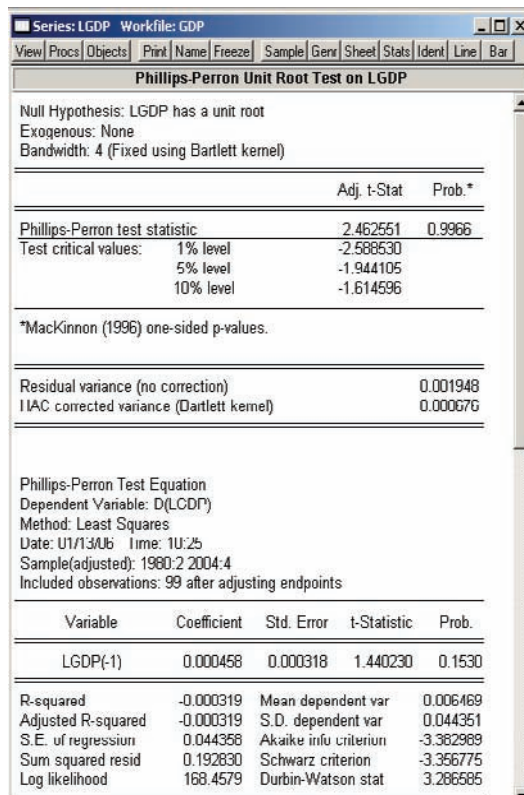 Series: LGDP Workfile: GDP
View Procs Objects Print Name Freeze Sample Genr Sheet Stats Ident Line Bar
Phillips-Perron Unit Root Test on LGDP
Null Hypothesis: LGDP has a unit root
Exogenous: None
Bandwidth: 4 (Fixed using Bartlett kernel)
Adj. t-Stat Prob.*
Phillips-Perron test statistic 2.462551 0.9966
Test critical values: 1% level -2.588530
5% level -1.944105
10% level -1.614596
*MacKinnon (1996) one-sided p-values.
Residual variance (no correction) 0.001948
HAC corrected variance (Bartlett kernel) 0.000676
Phillips-Perron Test Equation
Dependent Variable: D(LGDP)
Method: Least Squares
Date: 01/13/06 Time: 10:25
Sample(adjusted): 1980:2 2004:4
Included observations: 99 after adjusting endpoints
Variable Coefficient Std. Error t-Statistic Prob.
LGDP(-1) 0.000458 0.000318 1.440230 0.1530
R-squared -0.000319 Mean dependent var 0.006469
Adjusted R-squared -0.000319 S.D. dependent var 0.044351
S.E. of regression 0.044358 Akaike info criterion -3.382989
Sum squared resid 0.192830 Schwarz criterion -3.356775
Log likelihood 168.4579 Durbin-Watson stat 3.286585